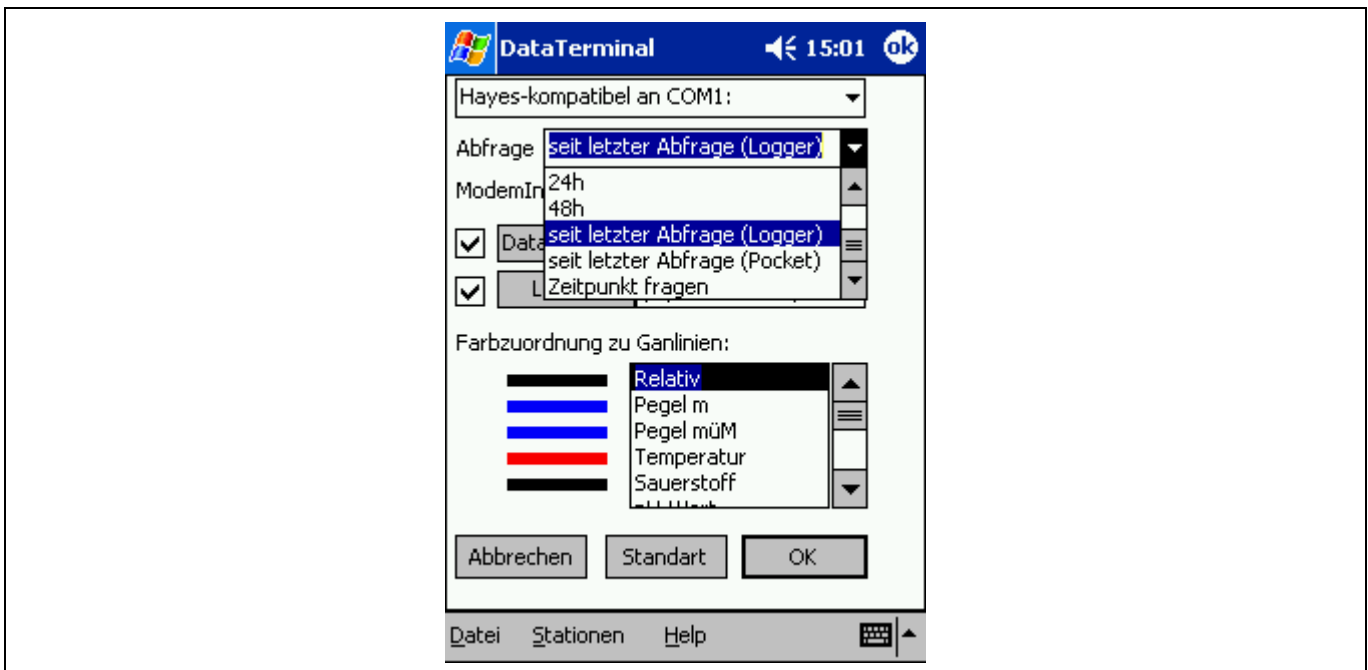 DataTerminal 15:01 ok
Hayes-kompatibel an COM1:
Abfrage seit letzter Abfrage (Logger)
ModemIn
24h
48h
seit letzter Abfrage (Logger)
seit letzter Abfrage (Pocket)
Zeitpunkt fragen
Data
L
Farbzuordnung zu Ganlinien:
Relativ
Pegel m
Pegel müM
Temperatur
Sauerstoff
Abbrechen Standart OK
Datei Stationen Help